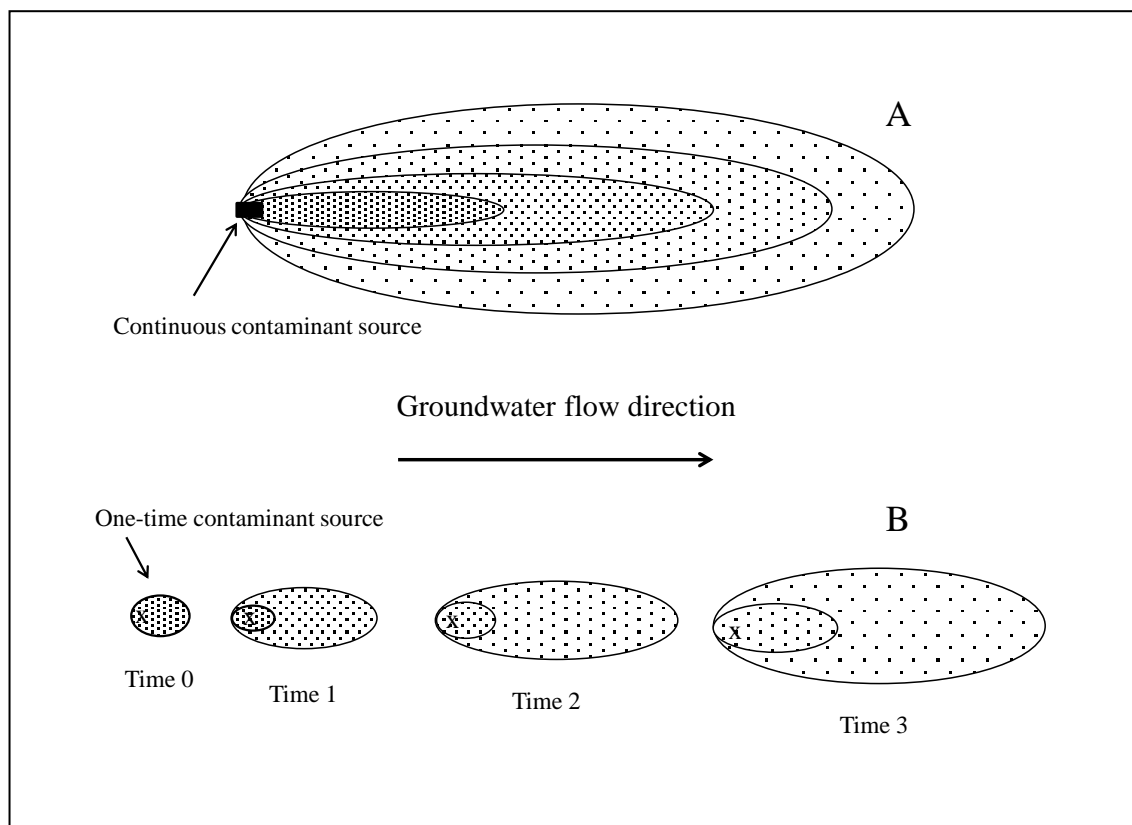 A
Continuous contaminant source
Groundwater flow direction
One-time contaminant source
B
x
x
x
x
Time 0
Time 1
Time 2
Time 3